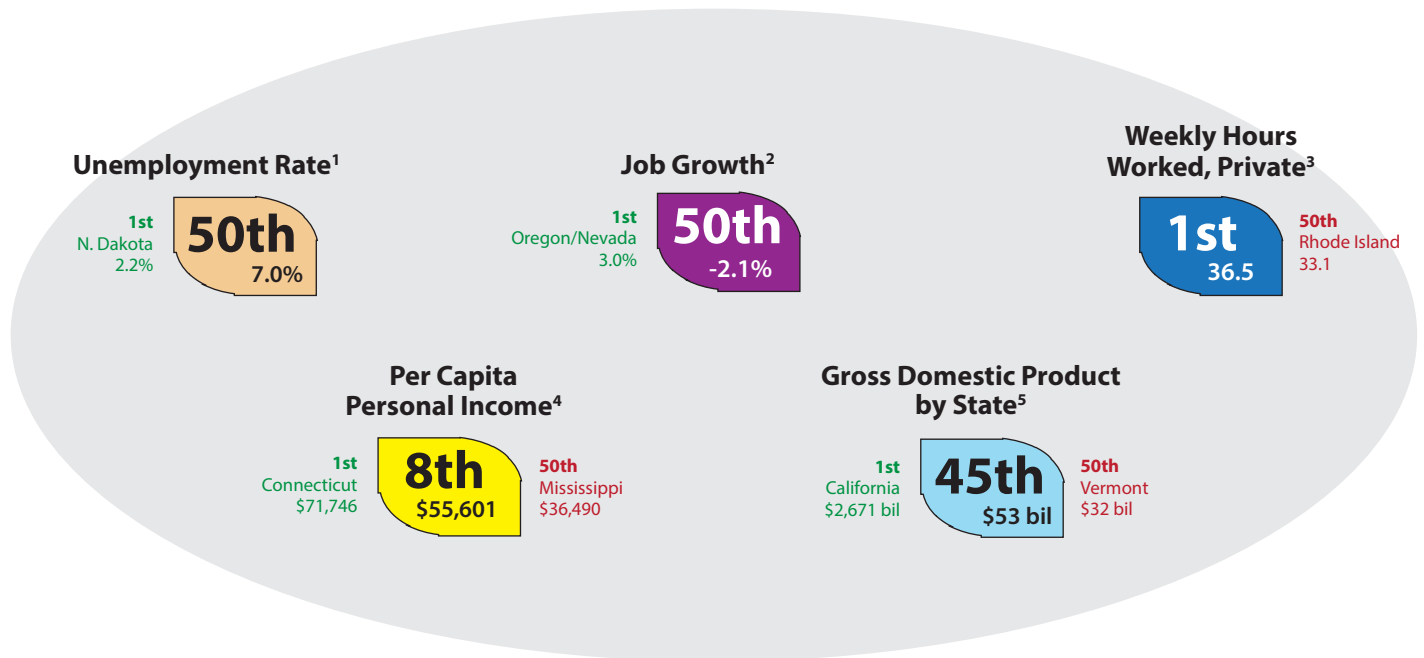 Unemployment Rate1
1st
N. Dakota
2.2%
50th
7.0%
Job Growth2
1st
Oregon/Nevada
3.0%
50th
-2.1%
Weekly Hours
Worked, Private3
1st
36.5
50th
Rhode Island
33.1
Per Capita
Personal Income4
1st
Connecticut
$71,746
8th
$55,601
50th
Mississippi
$36,490
Gross Domestic Product
by State5
1st
California
$2,671 bil
45th
$53 bil
50th
Vermont
$32 bil